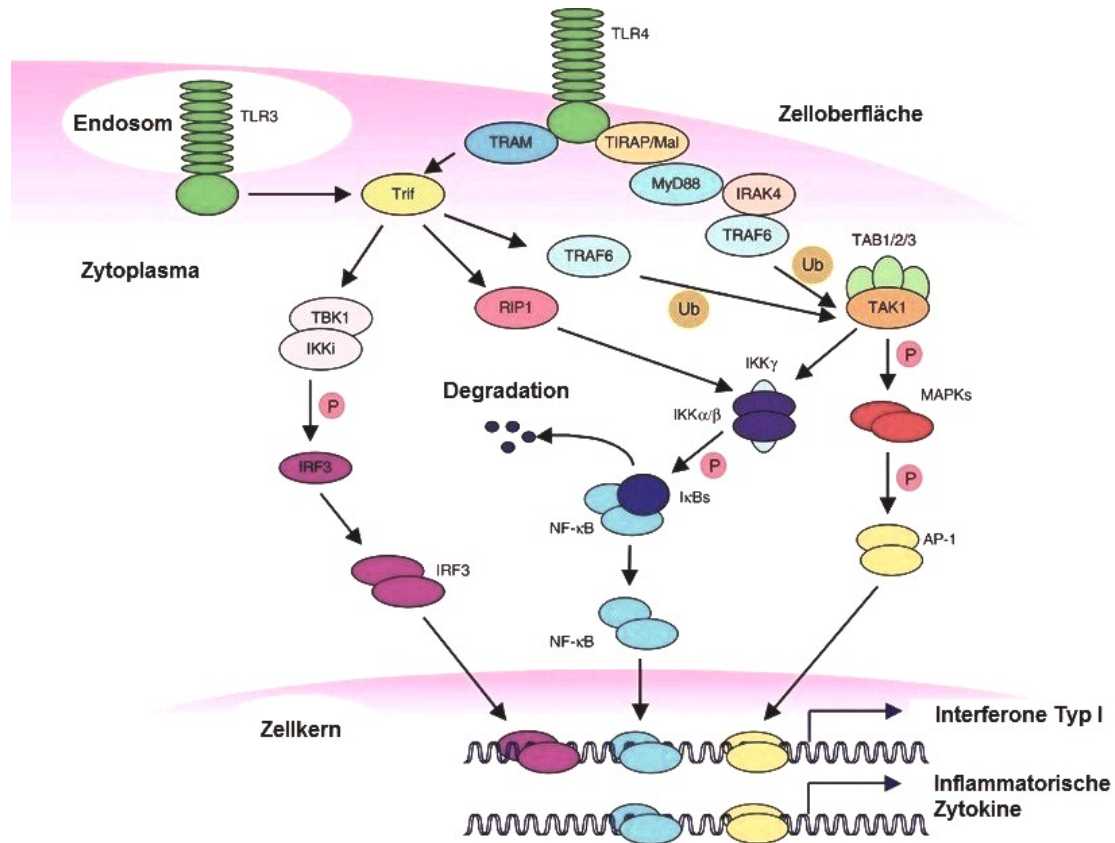 TLR4
Endosom
TLR3
Zelloberfläche
TRAM
TIRAP/Mal
MyD88
IRAK4
Trif
TRAF6
TAB1/2/3
Zytoplasma
TRAF6
Ub
TBK1
RIP1
Ub
TAK1
IKKi
IKKγ
P
Degradation
MAPKs
P
IKKα/β
P
P
IRF3
IκBs
NF-κB
AP-1
IRF3
NF-κB
Zellkern
Interferone Typ I
Inflammatorische
Zytokine